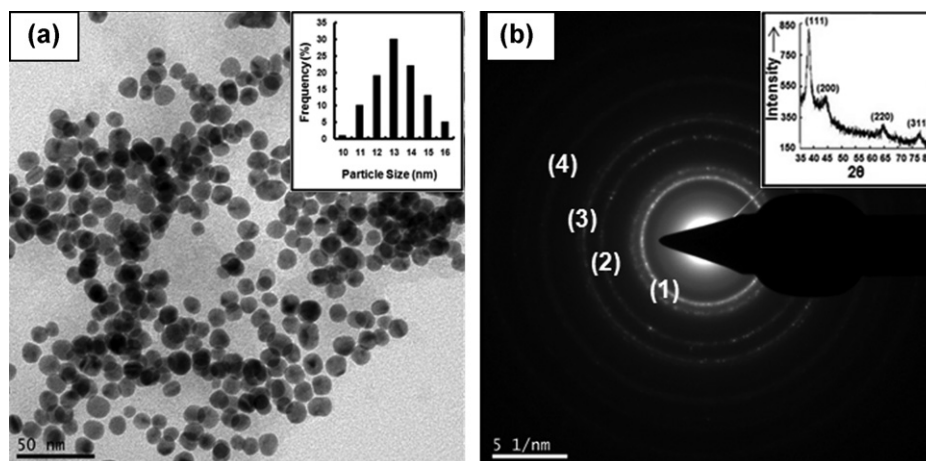 (a)
Frequency (%)
35
30
25
20
15
10
5
0
10 11 12 13 14 15 16
Particle Size (nm)
50 nm
(b)
Intensity →
850
550
350
150
(111)
(200)
(220)
(311
35 40 45 50 55 60 65 70 75 8
2θ
(4)
(3)
(2)
(1)
5 1/nm